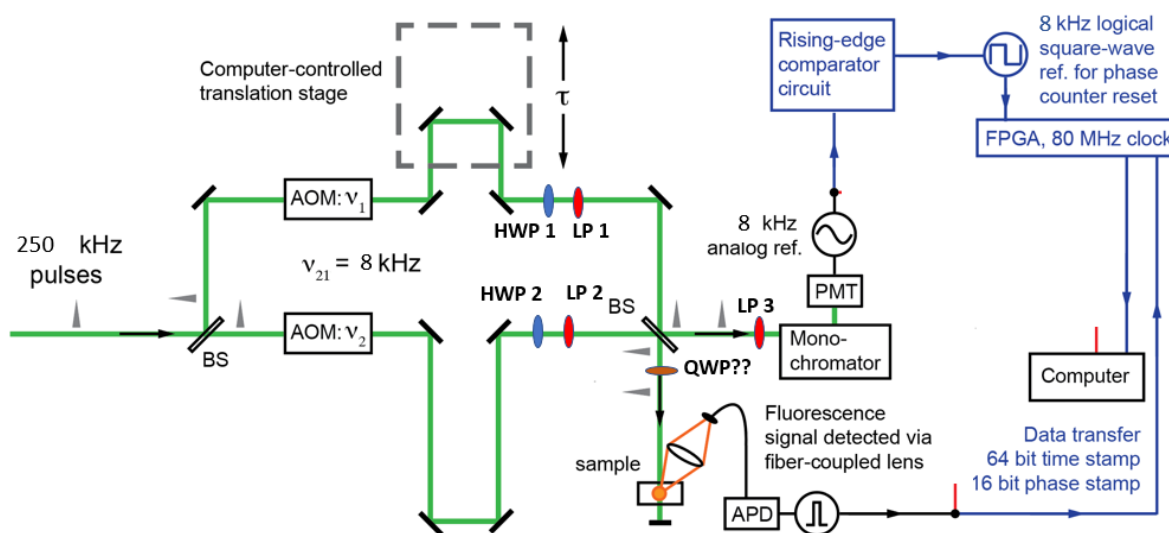 Computer-controlled
translation stage
τ
Rising-edge
comparator
circuit
8 kHz logical
square-wave
ref. for phase
counter reset
FPGA, 80 MHz clock
AOM: ν1
HWP 1
LP 1
8 kHz
analog ref.
250 kHz
pulses
ν21 = 8 kHz
HWP 2
LP 2
BS
LP 3
PMT
BS
AOM: ν2
Mono-
chromator
QWP??
Computer
Fluorescence
signal detected via
fiber-coupled lens
sample
APD
Data transfer
64 bit time stamp
16 bit phase stamp